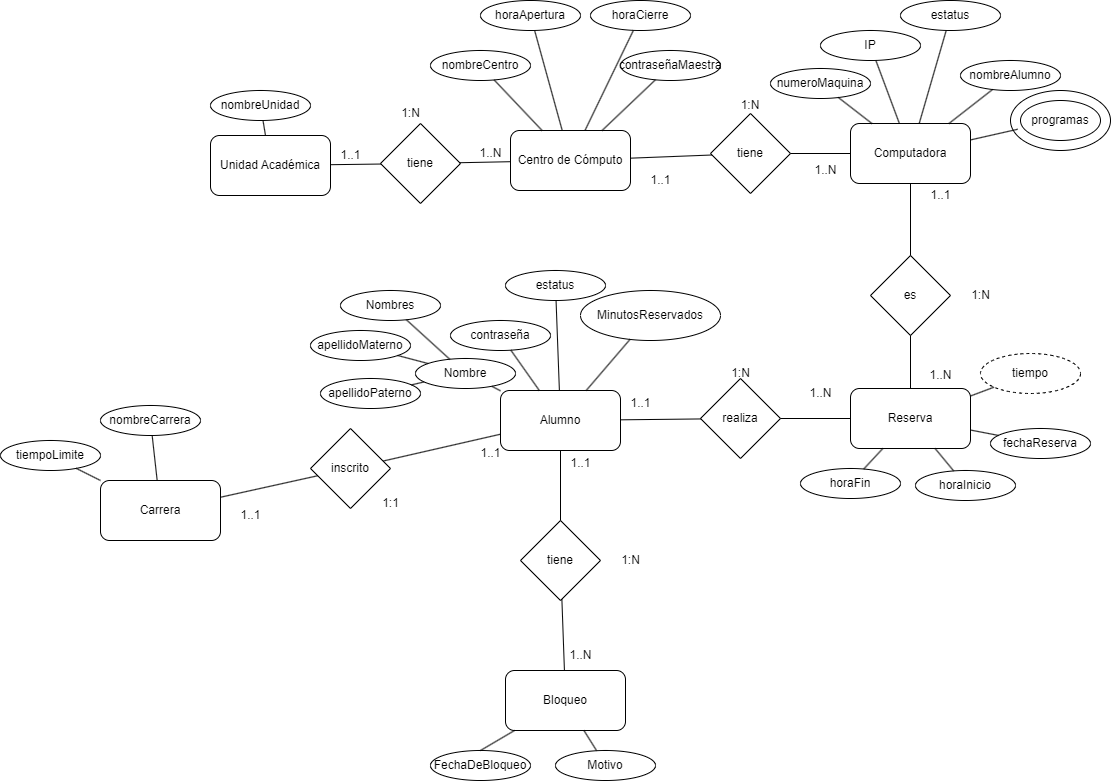 horaApertura
horaCierre
estatus
IP
nombreCentro
contraseñaMaestra
numeroMaquina
nombreAlumno
nombreUnidad
programas
1:N
1:N
Unidad Académica
1..1
tiene
1..N
Centro de Cómputo
1..1
tiene
1..N
Computadora
1..1
es
1:N
estatus
Nombres
MinutosReservados
contraseña
apellidoMaterno
Nombre
apellidoPaterno
1:N
1..N
tiempo
Alumno
1..1
realiza
1..N
Reserva
fechaReserva
nombreCarrera
tiempoLimite
inscrito
1..1
1..1
horaFin
horaInicio
Carrera
1..1
1:1
tiene
1:N
1..N
Bloqueo
FechaDeBloqueo
Motivo